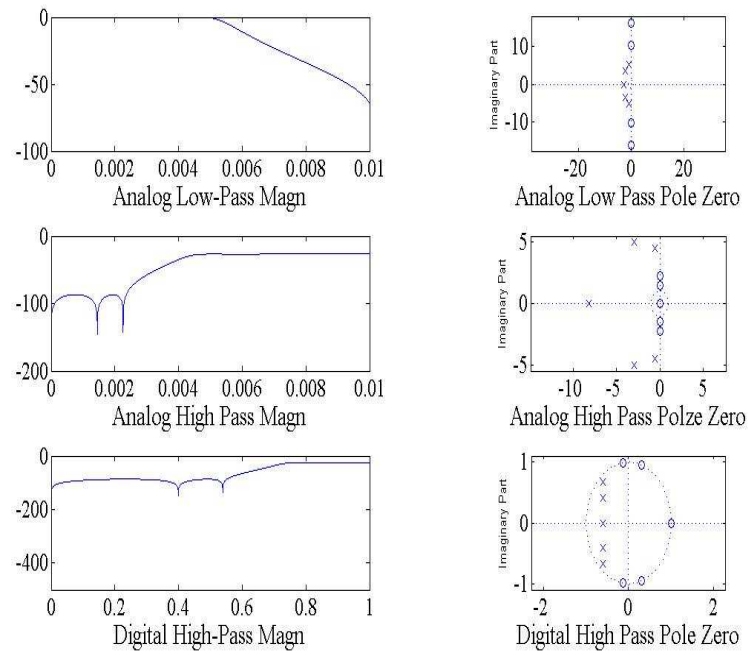 0
-50
-100
0 0.002 0.004 0.006 0.008 0.01
Analog Low-Pass Magn
Imaginary Part
10
0
-10
-20 0 20
Analog Low Pass Pole Zero
0
-100
-200
0 0.002 0.004 0.006 0.008 0.01
Analog High Pass Magn
Imaginary Part
5
0
-5
-10 -5 0 5
Analog High Pass Polze Zero
0
-200
-400
0 0.2 0.4 0.6 0.8 1
Digital High-Pass Magn
Imaginary Part
1
0
-1
-2 0 2
Digital High Pass Pole Zero